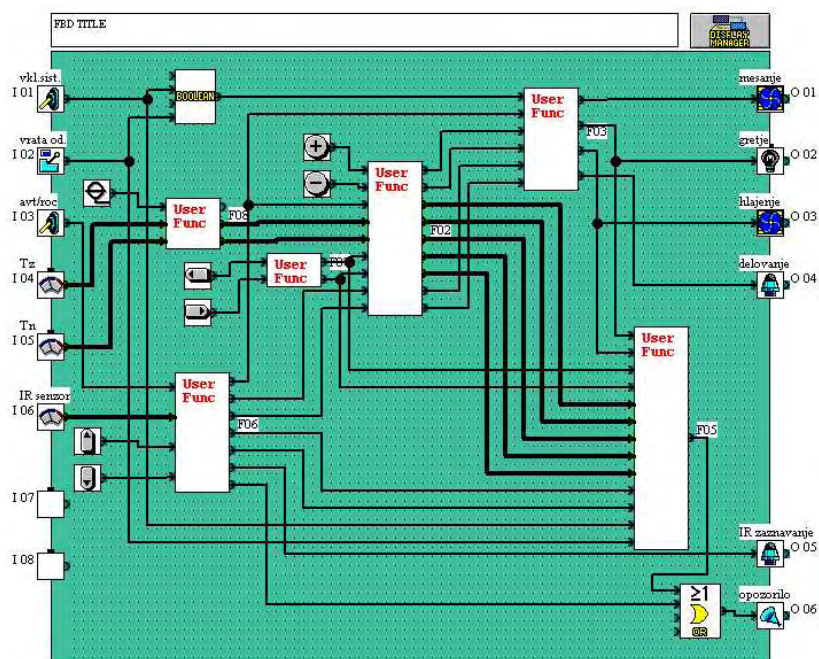 FBD TITLE
DISPLAY
MANAGER
vkl.sist.
I 01
vrata od.
I 02
avt/roc
I 03
Tz
I 04
Tn
I 05
IR senzor
I 06
I 07
I 08
BOOLEAN
User
Func
F08
User
Func
User
Func
F06
User
Func
F02
User
Func
F03
User
Func
F05
≥1
OR
mesanje
O 01
gretje
O 02
hlajenje
O 03
delovanje
O 04
IR zaznavanje
O 05
opozorilo
O 06